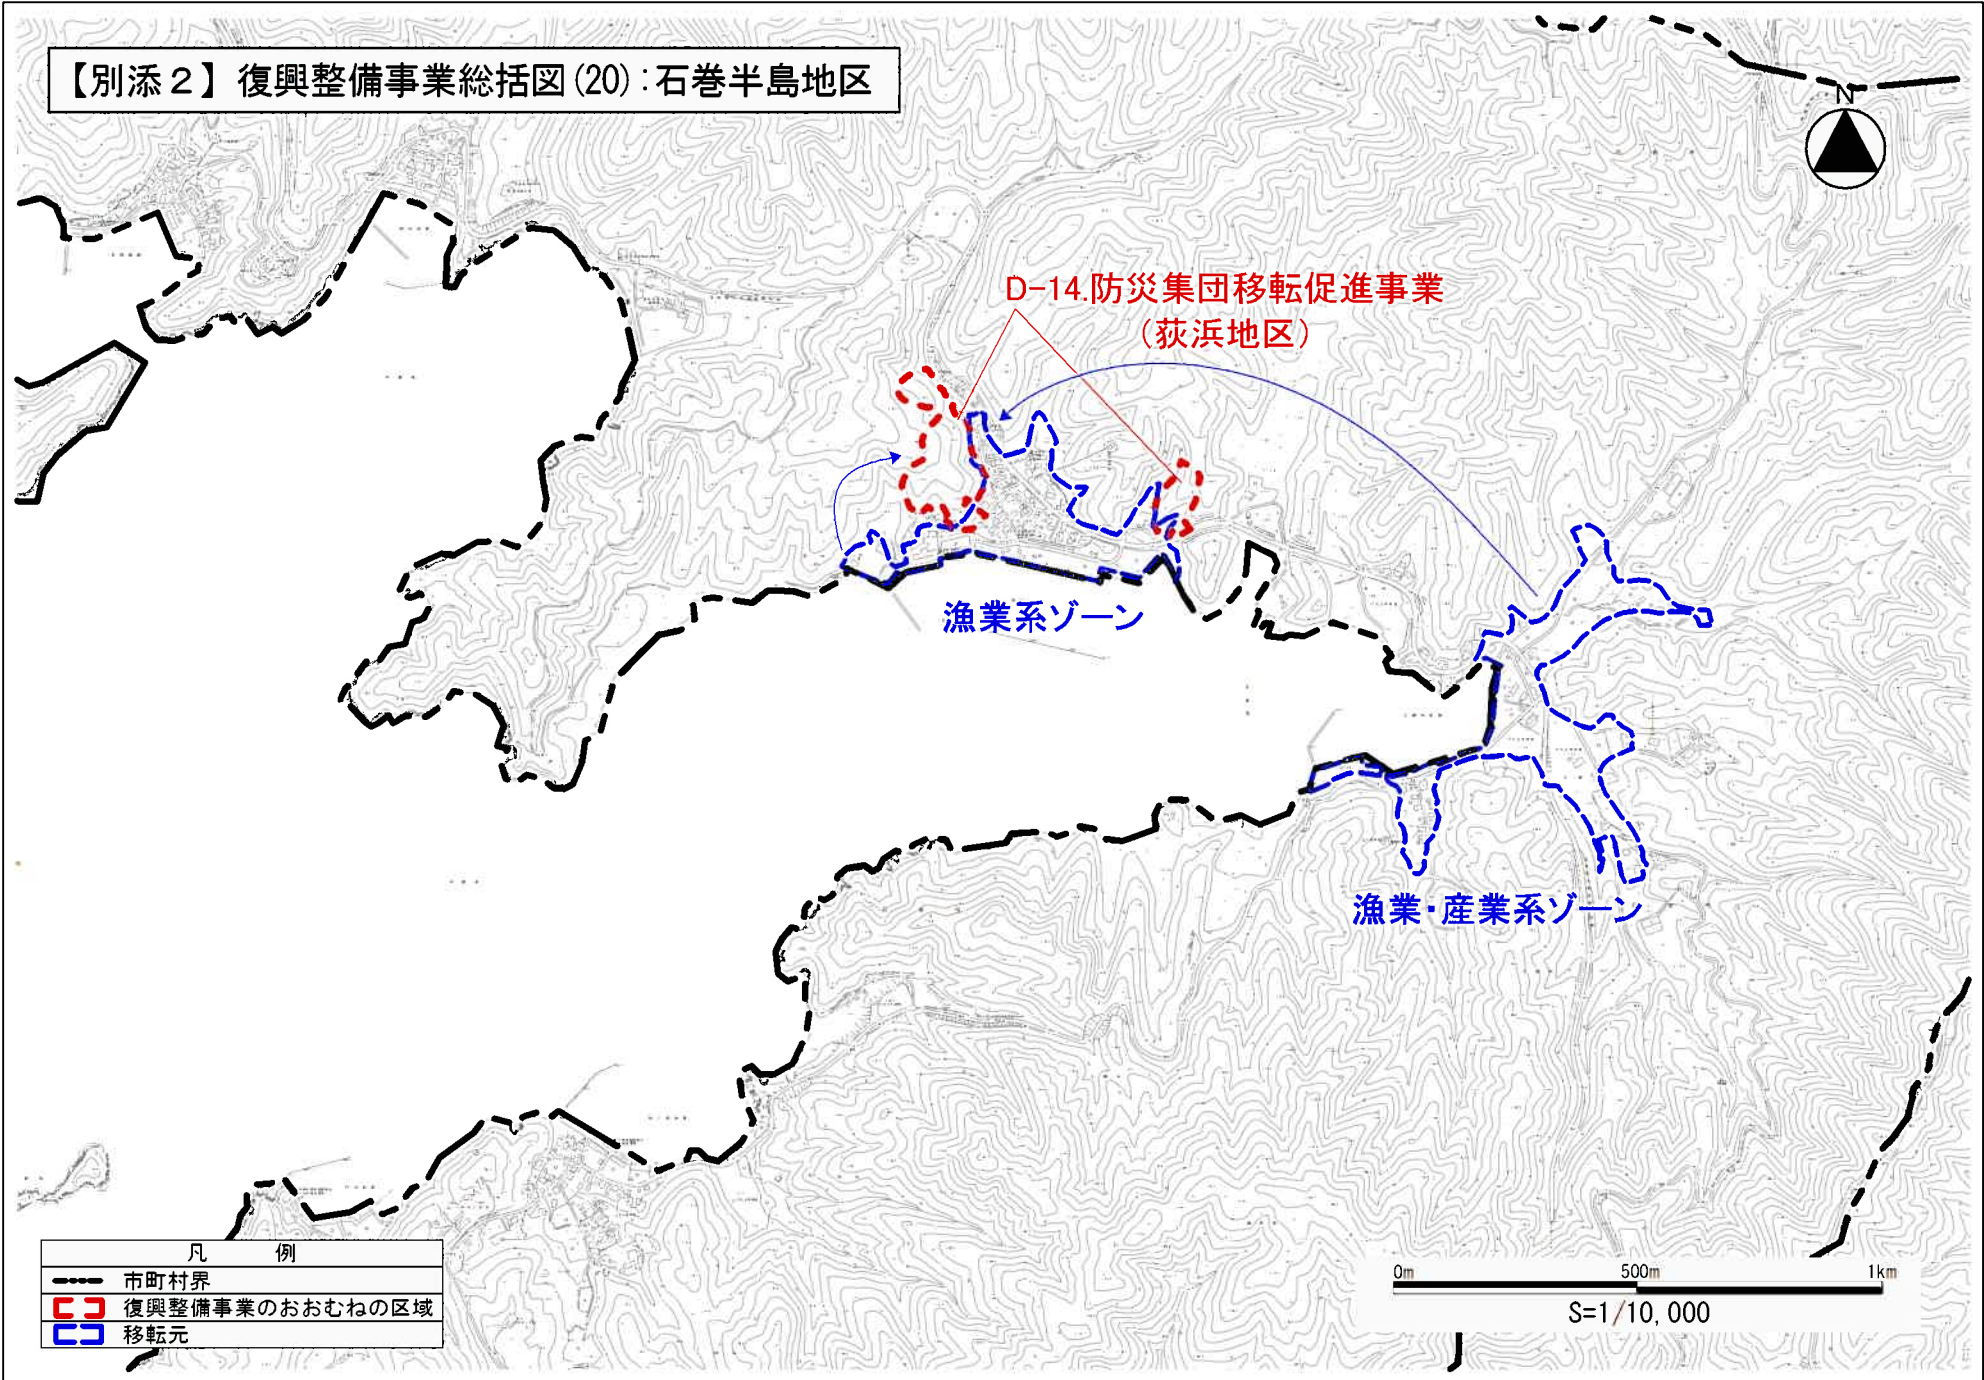 【別添２】復興整備事業総括図(20):石巻半島地区
N
D-14.防災集団移転促進事業
(荻浜地区)
漁業系ゾーン
漁業・産業系ゾーン
凡 例
市町村界
復興整備事業のおおむねの区域
移転元
0m 500m 1km
S=1/10,000